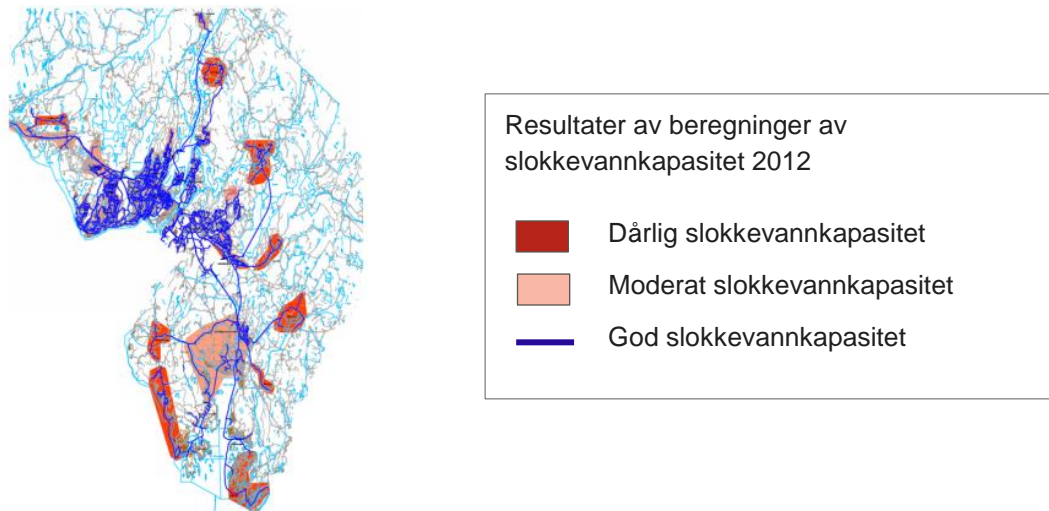 Resultater av beregninger av
slokkevannkapasitet 2012
Dårlig slokkevannkapasitet
Moderat slokkevannkapasitet
God slokkevannkapasitet